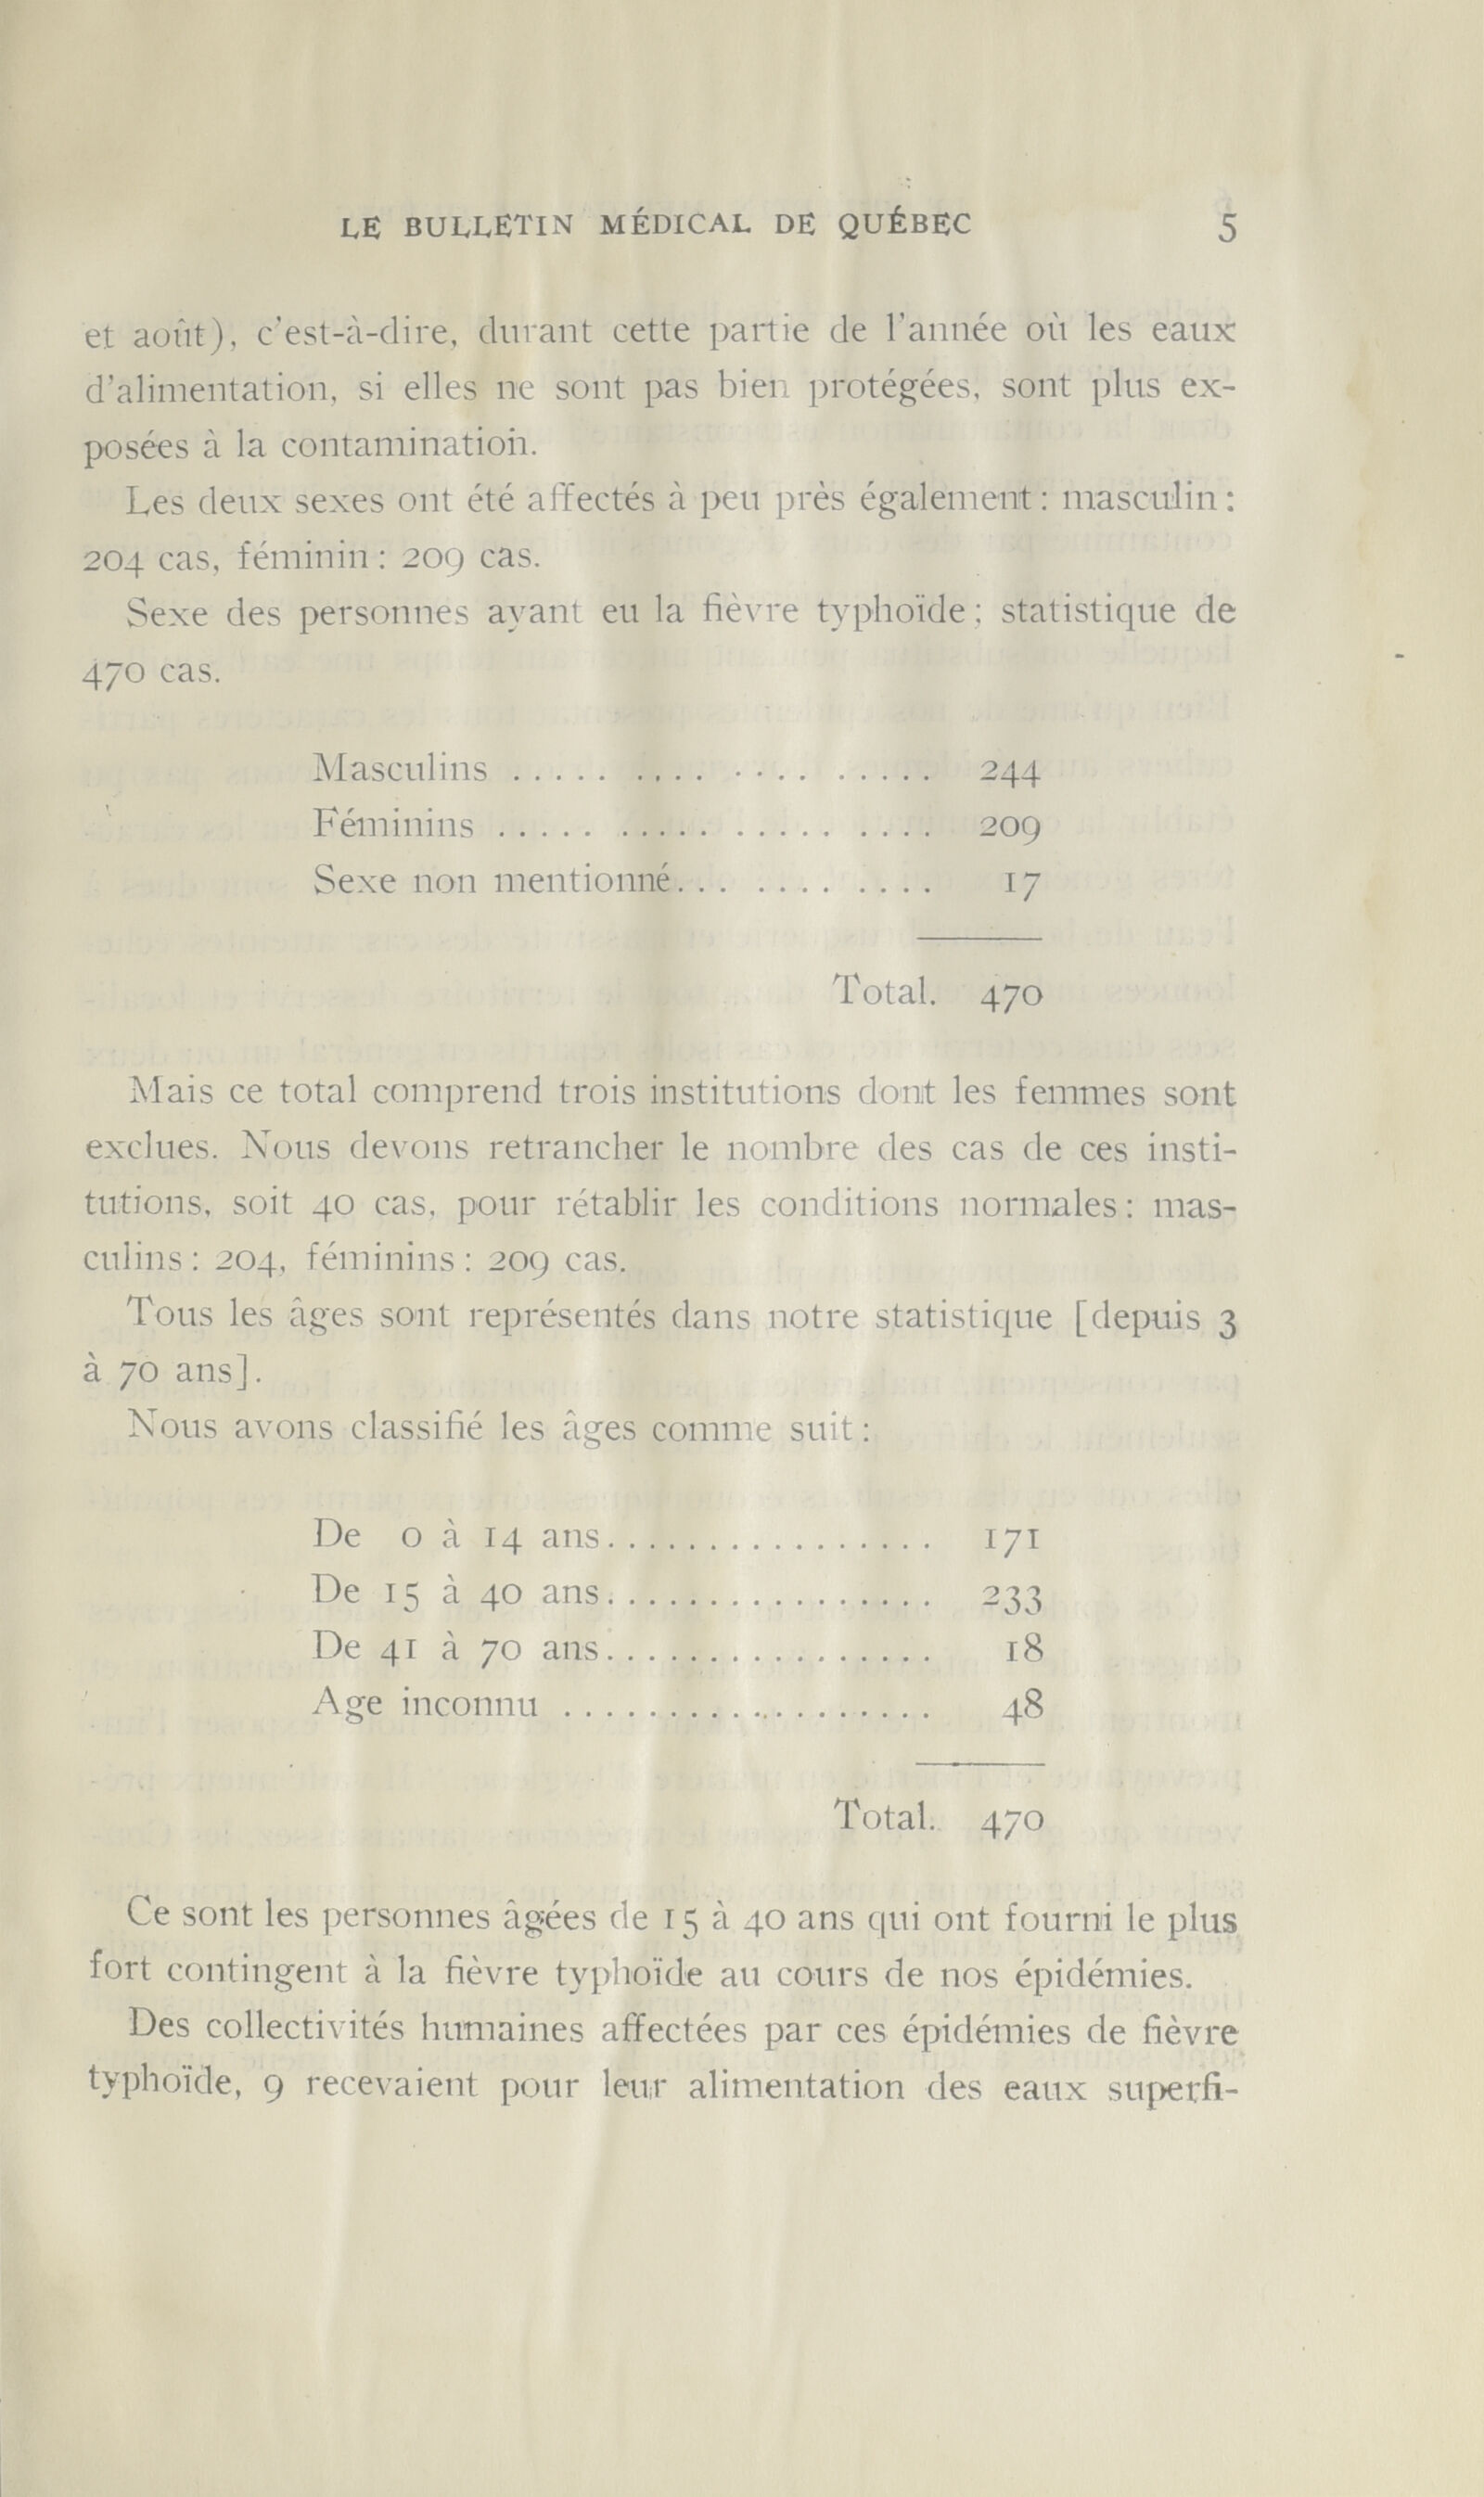 LE BULLETIN MÉDICAL DE QUÉBEC 5
et août), c'est-à-dire, durant cette partie de l'année où les eaux
d'alimentation, si elles ne sont pas bien protégées, sont plus ex-
posées à la contamination.
Les deux sexes ont été affectés à peu près également : masculin :
204 cas, féminin : 209 cas.
Sexe des personnes ayant eu la fièvre typhoïde ; statistique de
470 cas.
Masculins ..... .... .... ..... 244
Féminins ..... ..... ..... .... 209
Sexe non mentionné... .... .... 17
Total. 470
Mais ce total comprend trois institutions dont les femmes sont
exclues. Nous devons retrancher le nombre des cas de ces insti-
tutions, soit 40 cas, pour rétablir les conditions normales : mas-
culins : 204, féminins : 209 cas.
Tous les âges sont représentés dans notre statistique [depuis 3
à 70 ans].
Nous avons classifié les âges comme suit :
De 0 à 14 ans................ 171
De 15 à 40 ans................ 233
De 41 à 70 ans................ 18
Age inconnu .................. 48
Total.. 470
Ce sont les personnes âgées de 15 à 40 ans qui ont fourni le plus
fort contingent à la fièvre typhoïde au cours de nos épidémies.
Des collectivités humaines affectées par ces épidémies de fièvre
typhoïde, 9 recevaient pour leur alimentation des eaux superfi-